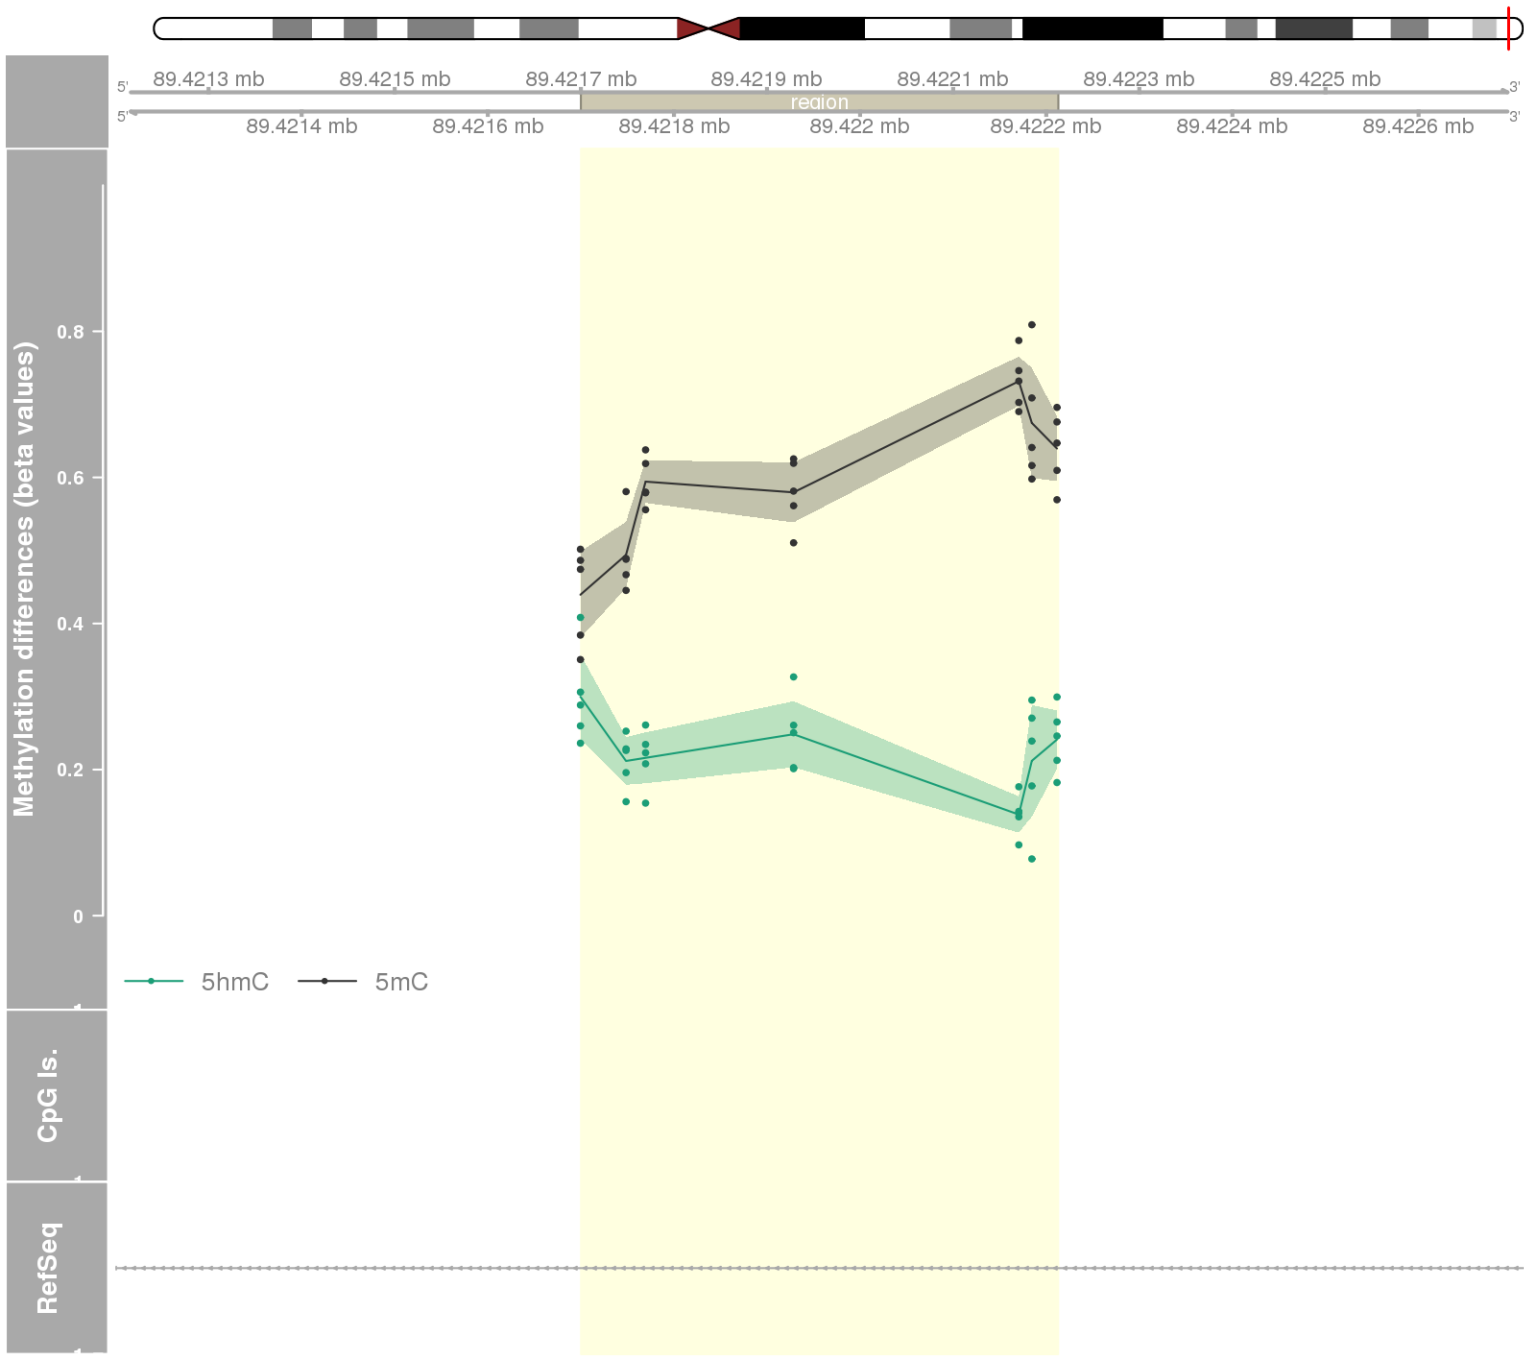 89.4213 mb 89.4215 mb 89.4217 mb 89.4219 mb 89.4221 mb 89.4223 mb 89.4225 mb
5' 3'
region
5' 3'
89.4214 mb 89.4216 mb 89.4218 mb 89.422 mb 89.4222 mb 89.4224 mb 89.4226 mb
Methylation differences (beta values)
0.8
0.6
0.4
0.2
0
5hmC 5mC
CpG Is.
RefSeq